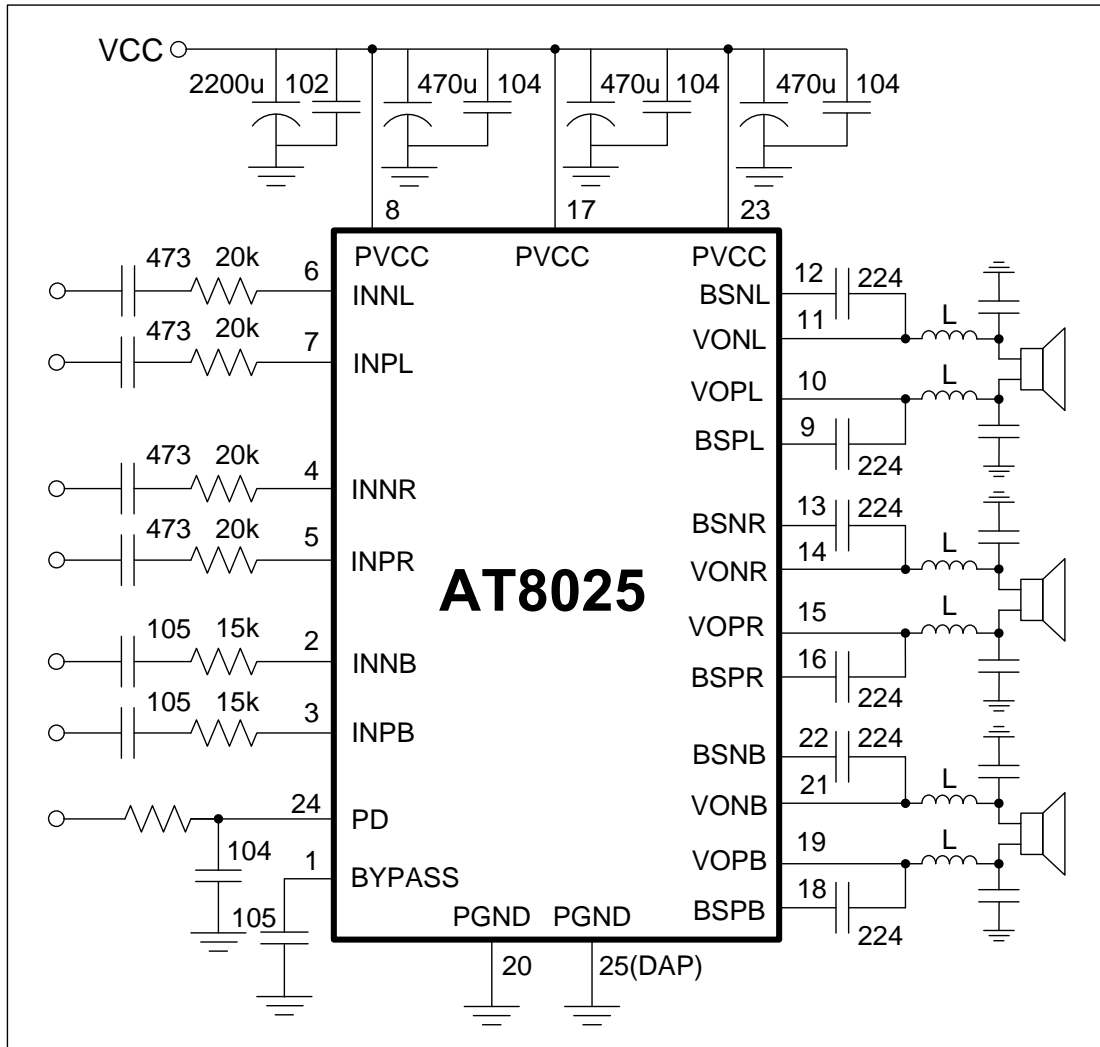 VCC
2200u 102 470u 104 470u 104 470u 104
8 17 23
PVCC PVCC PVCC
473 20k 6 INNL
473 20k 7 INPL
473 20k 4 INNR
473 20k 5 INPR
105 15k 2 INNB
105 15k 3 INPB
24 PD
104
1 BYPASS
105
AT8025
BSNL 12 224
VONL 11 L
VOPL 10 L
BSPL 9 224
BSNR 13 224
VONR 14 L
VOPR 15 L
BSPR 16 224
BSNB 22 224
VONB 21 L
VOPB 19 L
BSPB 18 224
PGND PGND
20 25(DAP)